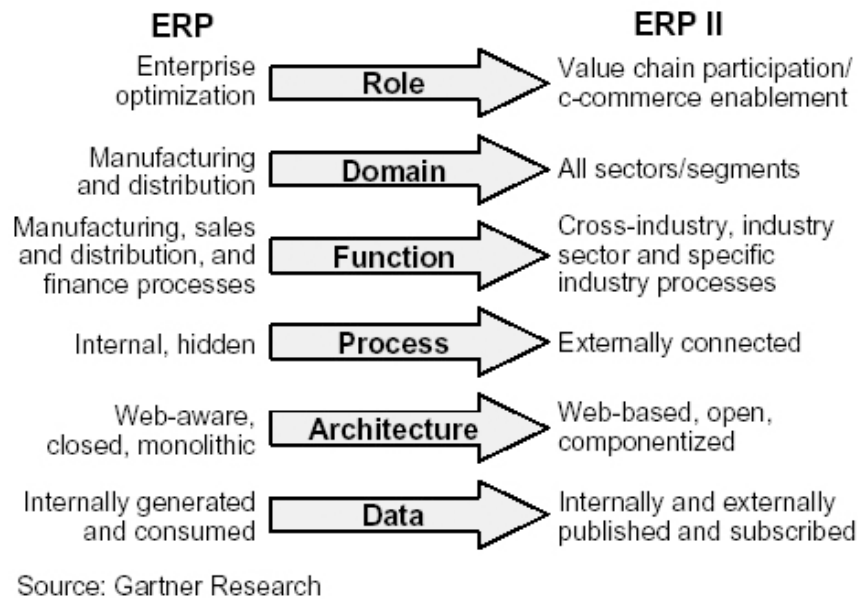 ERP
ERP II
Enterprise
optimization
Role
Value chain participation/
c-commerce enablement
Manufacturing
and distribution
Domain
All sectors/segments
Manufacturing, sales
and distribution, and
finance processes
Function
Cross-industry, industry
sector and specific
industry processes
Internal, hidden
Process
Externally connected
Web-aware,
closed, monolithic
Architecture
Web-based, open,
componentized
Internally generated
and consumed
Data
Internally and externally
published and subscribed
Source: Gartner Research